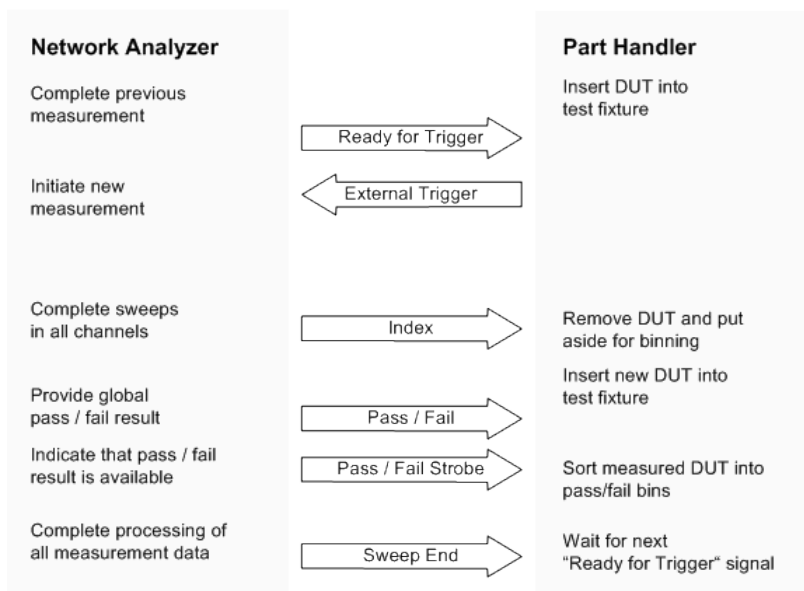 Network Analyzer
Part Handler
Complete previous
measurement
Insert DUT into
test fixture
Ready for Trigger
Initiate new
measurement
External Trigger
Complete sweeps
in all channels
Index
Remove DUT and put
aside for binning
Insert new DUT into
test fixture
Provide global
pass / fail result
Pass / Fail
Indicate that pass / fail
result is available
Pass / Fail Strobe
Sort measured DUT into
pass/fail bins
Complete processing of
all measurement data
Sweep End
Wait for next
“Ready for Trigger“ signal